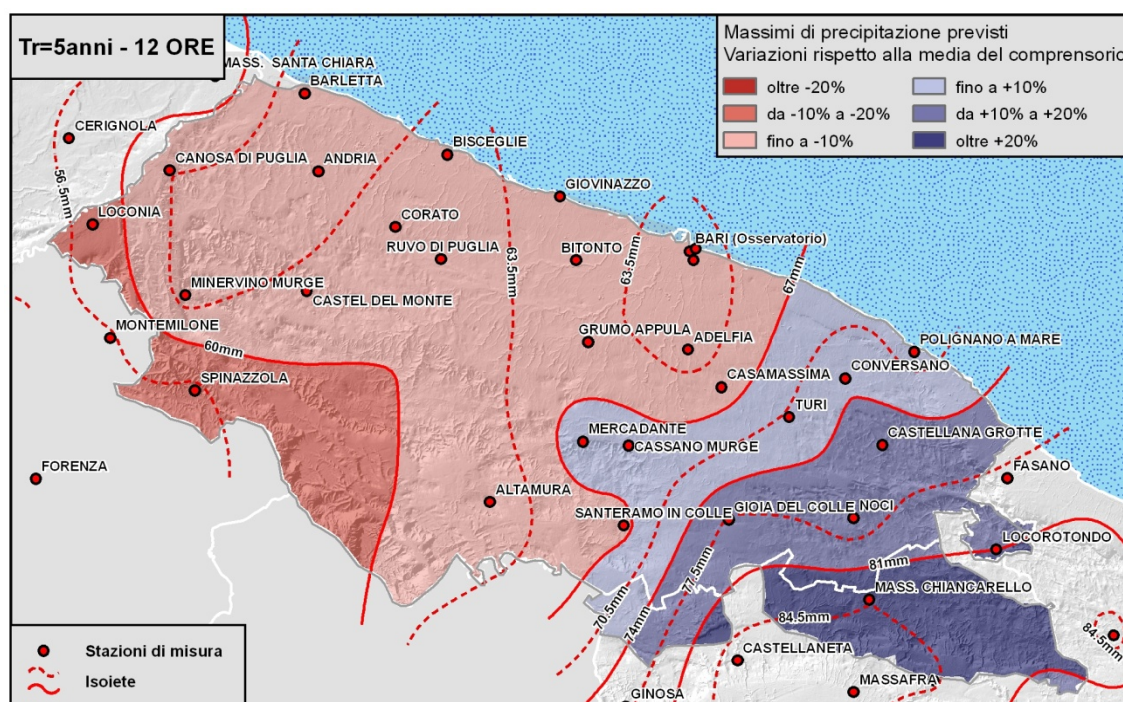 Tr=5anni - 12 ORE
Massimi di precipitazione previsti
Variazioni rispetto alla media del comprensorio
oltre -20%
fino a +10%
da -10% a -20%
da +10% a +20%
fino a -10%
oltre +20%
MASS. SANTA CHIARA
BARLETTA
CERIGNOLA
BISCEGLIE
CANOSA DI PUGLIA
ANDRIA
56.5mm
GIOVINAZZO
LOCONIA
CORATO
BARI (Osservatorio)
RUVO DI PUGLIA
BITONTO
63.5mm
63.5mm
67mm
MINERVINO MURGE
CASTEL DEL MONTE
MONTEMILONE
GRUMO APPULA
ADELFIA
POLIGNANO A MARE
60mm
CONVERSANO
SPINAZZOLA
CASAMASSIMA
TURI
MERCADANTE
CASTELLANA GROTTE
CASSANO MURGE
FORENZA
FASANO
ALTAMURA
SANTERAMO IN COLLE
GIOIA DEL COLLE
NOCI
LOCOROTONDO
81mm
77.5mm
MASS. CHIANCARELLO
70.5mm
74mm
84.5mm
84.5mm
CASTELLANETA
MASSAFRA
GINOSA
Stazioni di misura
Isoiete